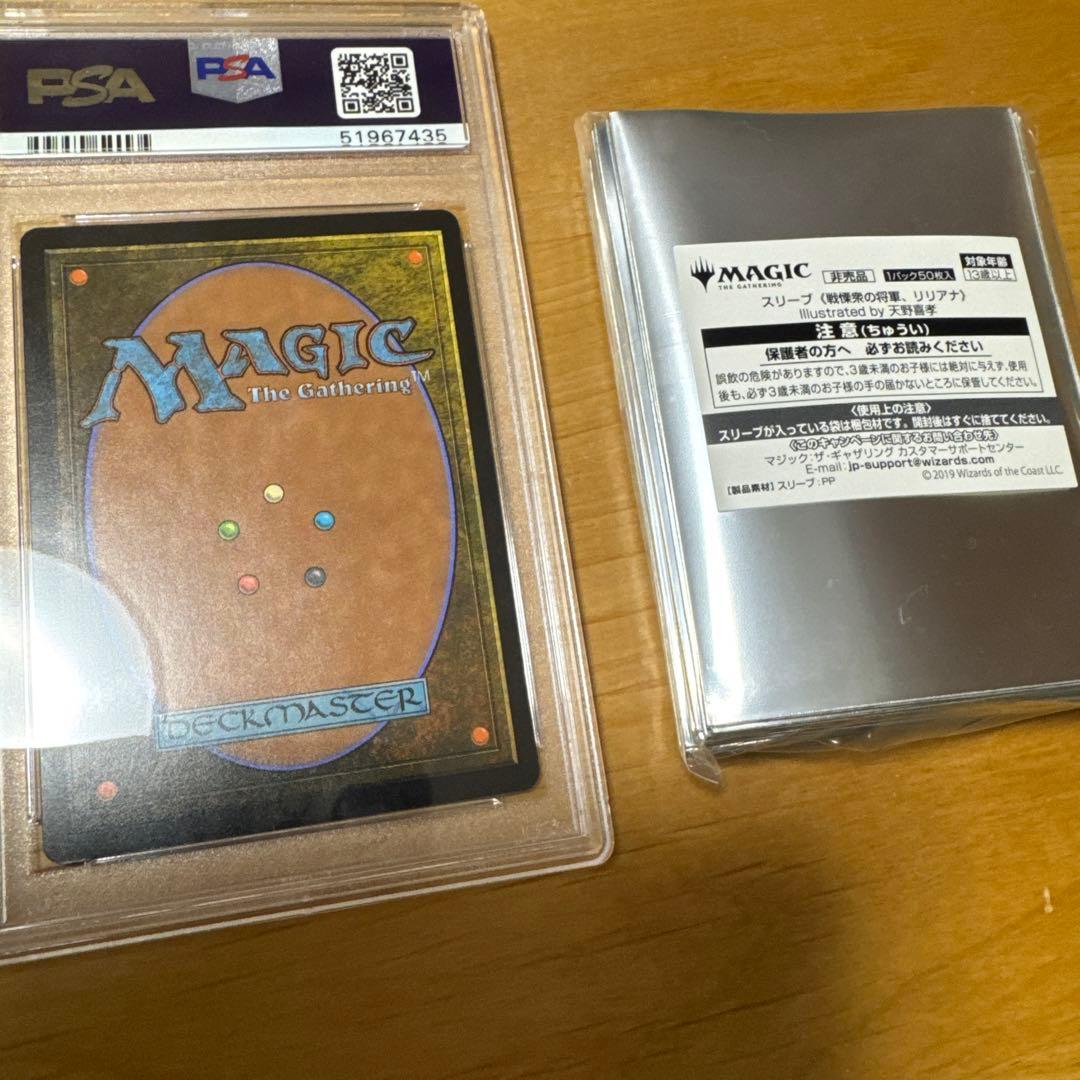 PSA
PSA
51967435
MAGIC
The Gathering™
DECKMASTER
MAGIC
THE GATHERING
非売品
1パック50枚入
対象年齢
13歳以上
スリーブ《戦慄衆の将軍、リリアナ》
Illustrated by 天野喜孝
注意(ちゅうい)
保護者の方へ 必ずお読みください
誤飲の危険がありますので、3歳未満のお子様には絶対に与えず、使用
後も、必ず3歳未満のお子様の手の届かないところに保管してください。
〈使用上の注意〉
スリーブが入っている袋は梱包材です。開封後はすぐに捨ててください。
〈このキャンペーンに関するお問い合わせ先〉
マジック:ザ・ギャザリング カスタマーサポートセンター
E-mail:jp-support@wizards.com
©2019 Wizards of the Coast LLC.
【製品素材】スリーブ:PP